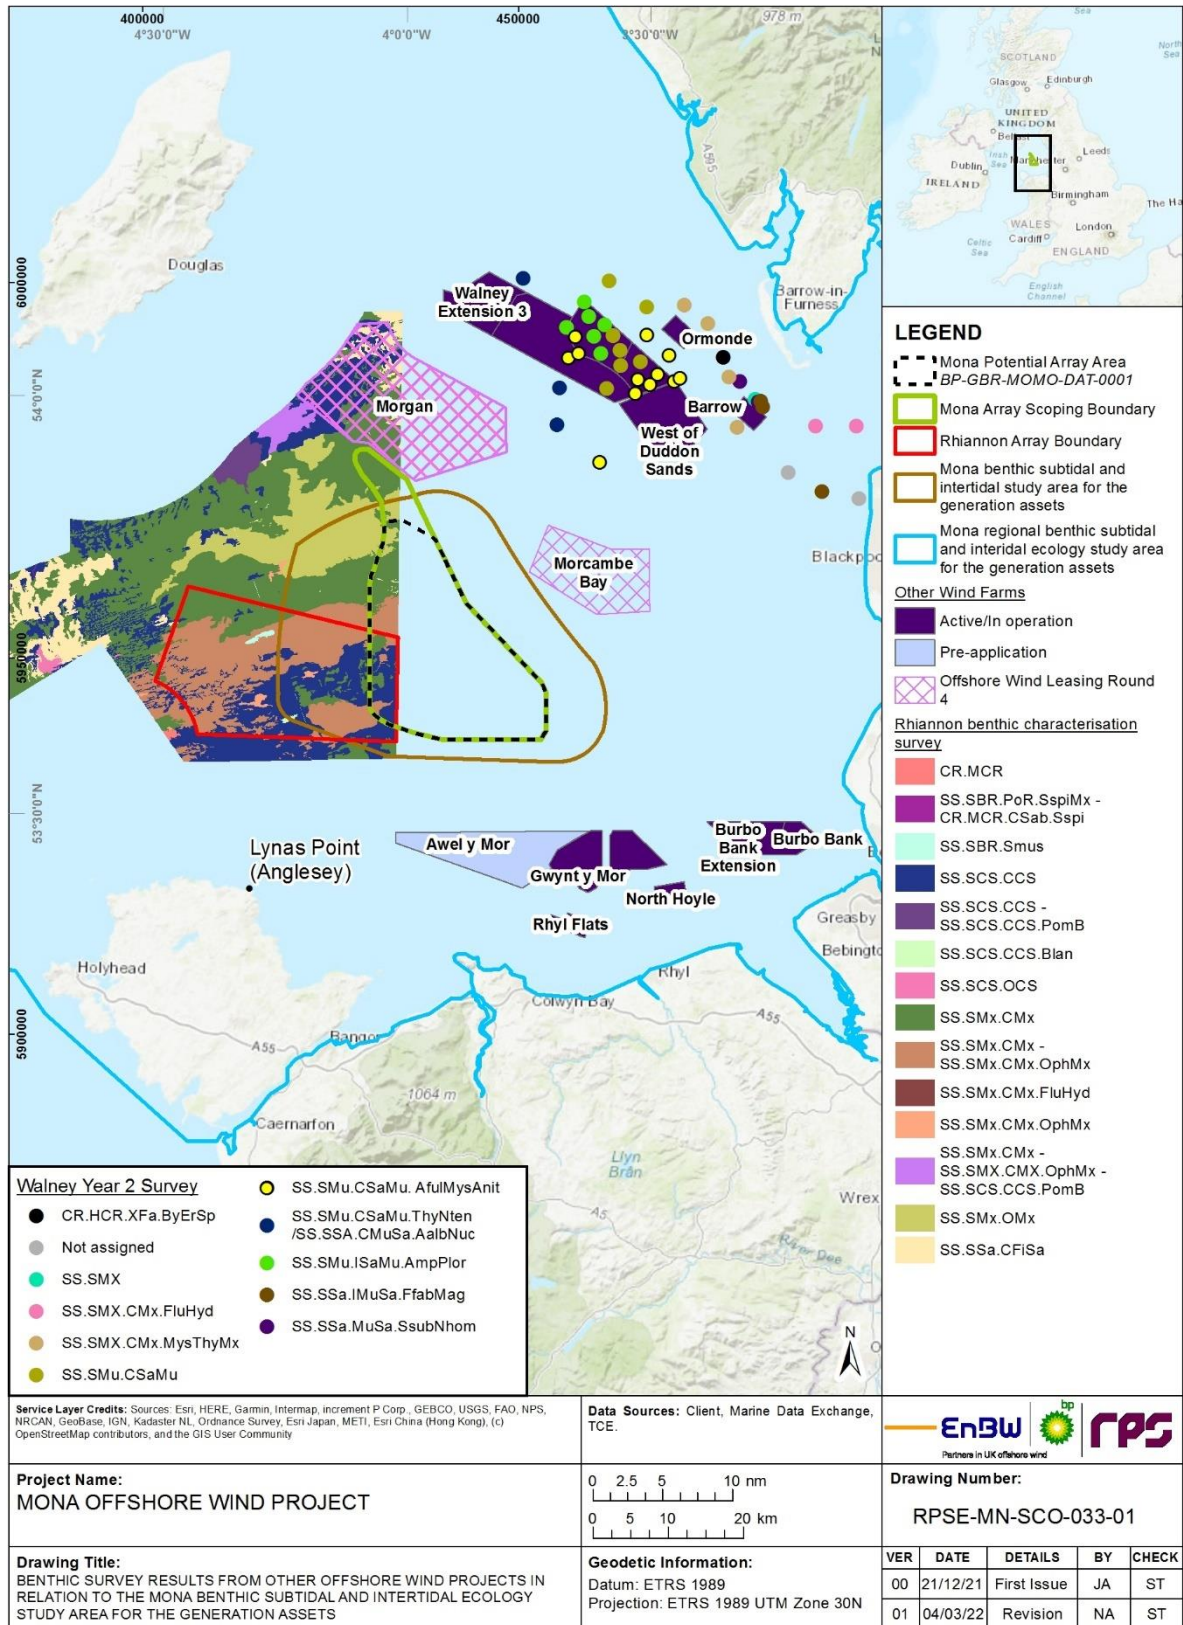 400000
450000
4°30'0"W
4°0'0"W
3°30'0"W
978 m
A595
Douglas
6000000
54°0'0"N
5950000
53°30'0"N
5900000
Walney
Extension 3
Ormonde
Barrow-in-
Furness
Morgan
Barrow
West of
Duddon
Sands
Morcambe
Bay
Blackpoo
Lynas Point
(Anglesey)
Awel y Mor
Gwynt y Mor
Burbo
Bank
Extension
Burbo Bank
North Hoyle
Rhyl Flats
Greasby
Bebingto
Holyhead
Rhyl
Colwyn Bay
A55
Bangor
A55
1064 m
Caernarfon
Llyn
Brân
Wrex
A5
River Dee
N
Walney Year 2 Survey
CR.HCR.XFa.ByErSp
Not assigned
SS.SMX
SS.SMX.CMx.FluHyd
SS.SMX.CMx.MysThyMx
SS.SMu.CSaMu
SS.SMu.CSaMu. AfulMysAnit
SS.SMu.CSaMu.ThyNten
/SS.SSA.CMuSa.AalbNuc
SS.SMu.ISaMu.AmpPlor
SS.SSa.IMuSa.FfabMag
SS.SSa.MuSa.SsubNhom
Sea
North
Sea
SCOTLAND
Glasgow
Edinburgh
UNITED
KINGDOM
Belfast
Irish
Sea
Manchester
Leeds
Dublin
IRELAND
Birmingham
The Ha
WALES
Cardiff
London
ENGLAND
Celtic
Sea
English
Channel
LEGEND
Mona Potential Array Area
BP-GBR-MOMO-DAT-0001
Mona Array Scoping Boundary
Rhiannon Array Boundary
Mona benthic subtidal and
intertidal study area for the
generation assets
Mona regional benthic subtidal
and interidal ecology study area
for the generation assets
Other Wind Farms
Active/In operation
Pre-application
Offshore Wind Leasing Round
4
Rhiannon benthic characterisation
survey
CR.MCR
SS.SBR.PoR.SspiMx -
CR.MCR.CSab.Sspi
SS.SBR.Smus
SS.SCS.CCS
SS.SCS.CCS -
SS.SCS.CCS.PomB
SS.SCS.CCS.Blan
SS.SCS.OCS
SS.SMx.CMx
SS.SMx.CMx -
SS.SMx.CMx.OphMx
SS.SMx.CMx.FluHyd
SS.SMx.CMx.OphMx
SS.SMx.CMx -
SS.SMX.CMX.OphMx -
SS.SCS.CCS.PomB
SS.SMx.OMx
SS.SSa.CFiSa
Service Layer Credits: Sources: Esri, HERE, Garmin, Intermap, increment P Corp., GEBCO, USGS, FAO, NPS,
NRCAN, GeoBase, IGN, Kadaster NL, Ordnance Survey, Esri Japan, METI, Esri China (Hong Kong), (c)
OpenStreetMap contributors, and the GIS User Community
Data Sources: Client, Marine Data Exchange,
TCE.
EnBW
bp
rps
Partners in UK offshore wind
Project Name:
MONA OFFSHORE WIND PROJECT
0 2.5 5 10 nm
0 5 10 20 km
Drawing Number:
RPSE-MN-SCO-033-01
Drawing Title:
BENTHIC SURVEY RESULTS FROM OTHER OFFSHORE WIND PROJECTS IN
RELATION TO THE MONA BENTHIC SUBTIDAL AND INTERTIDAL ECOLOGY
STUDY AREA FOR THE GENERATION ASSETS
Geodetic Information:
Datum: ETRS 1989
Projection: ETRS 1989 UTM Zone 30N
VER DATE DETAILS BY CHECK
00 21/12/21 First Issue JA ST
01 04/03/22 Revision NA ST